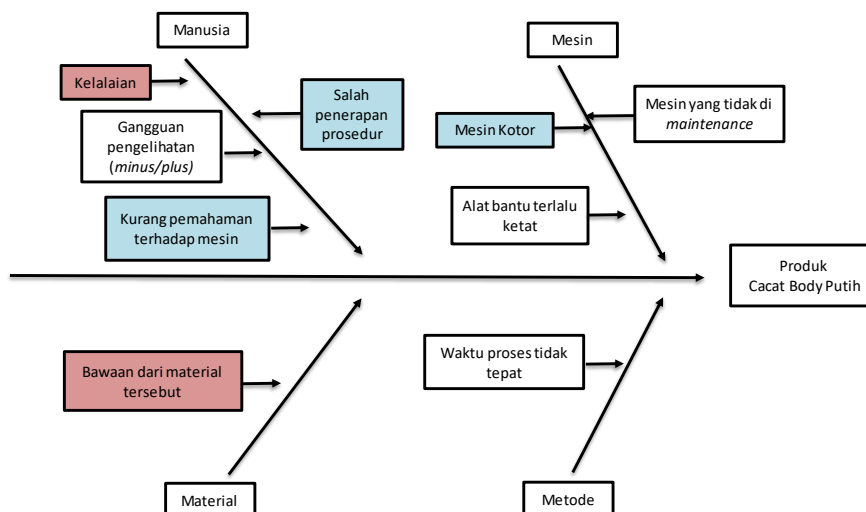 Manusia
Mesin
Kelalaian
Salah
penerapan
prosedur
Mesin yang tidak di
maintenance
Mesin Kotor
Gangguan
pengelihatan
(minus/plus)
Kurang pemahaman
terhadap mesin
Alat bantu terlalu
ketat
Produk
Cacat Body Putih
Waktu proses tidak
tepat
Bawaan dari material
tersebut
Material
Metode